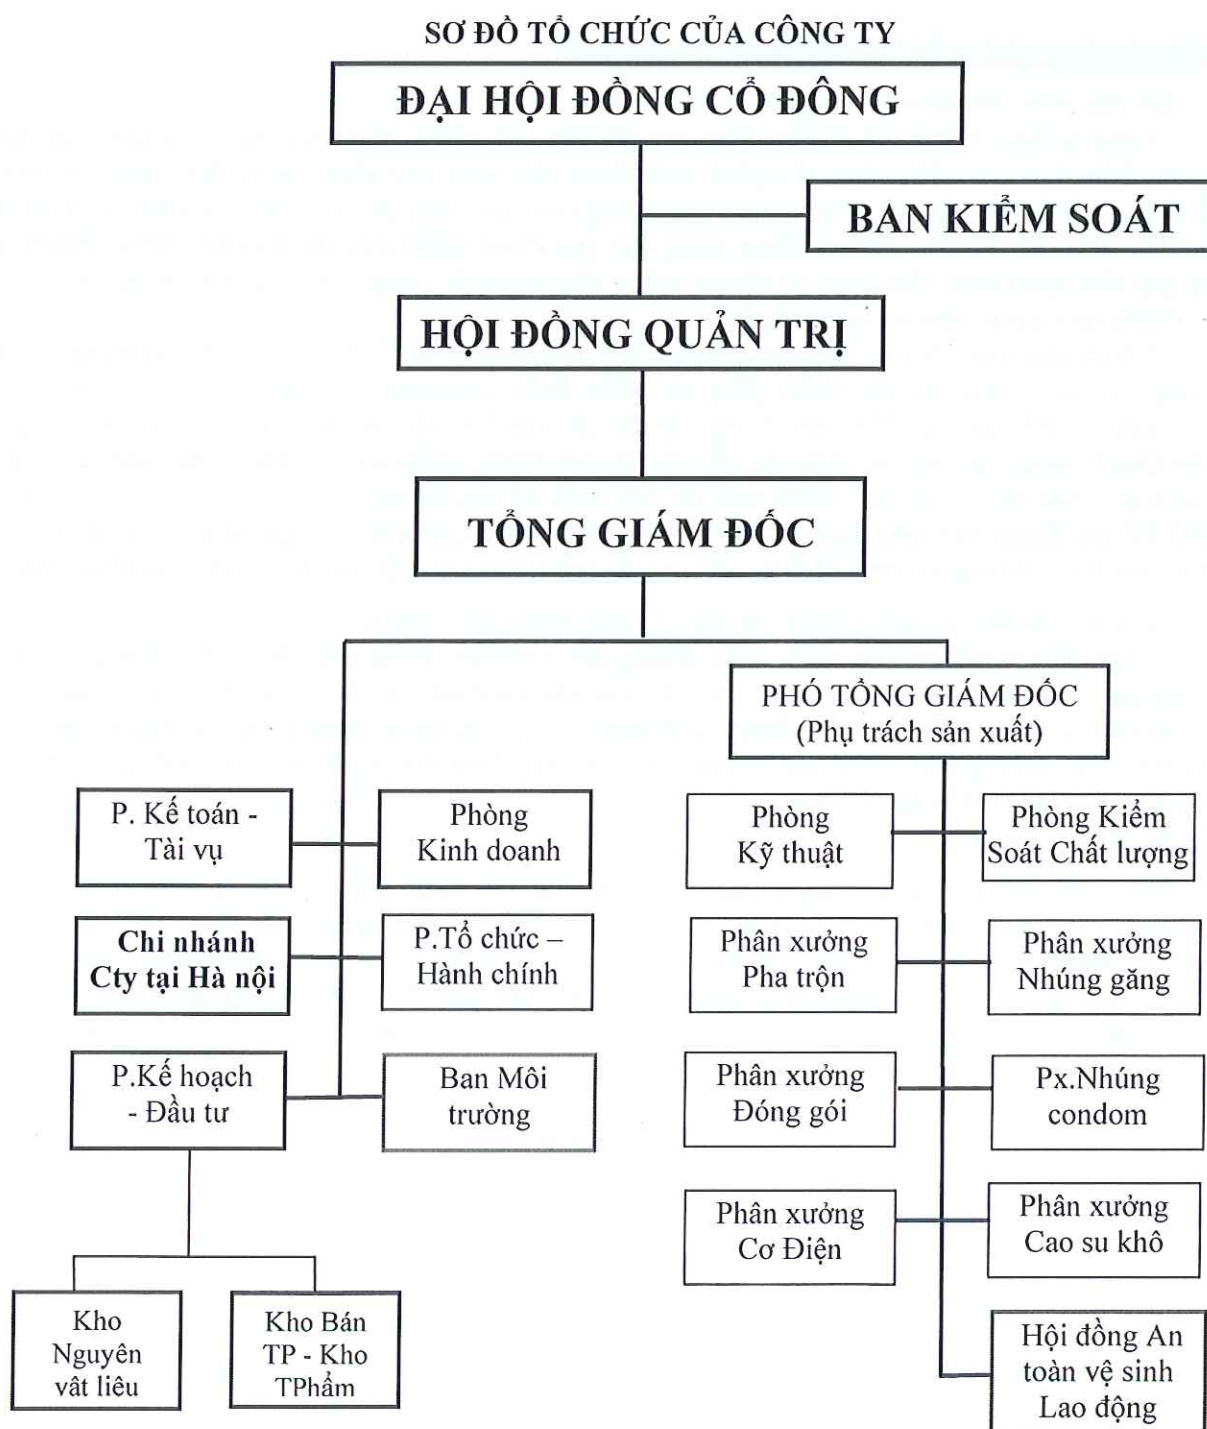 SƠ ĐỒ TỔ CHỨC CỦA CÔNG TY
ĐẠI HỘI ĐỒNG CỔ ĐÔNG
BAN KIỂM SOÁT
HỘI ĐỒNG QUẢN TRỊ
TỔNG GIÁM ĐỐC
PHÓ TỔNG GIÁM ĐỐC
(Phụ trách sản xuất)
P. Kế toán -
Tài vụ
Phòng
Kinh doanh
Chi nhánh
Cty tại Hà nội
P.Tổ chức –
Hành chính
P.Kế hoạch
- Đầu tư
Ban Môi
trường
Kho
Nguyên
vât liêu
Kho Bán
TP - Kho
TPhẩm
Phòng
Kỹ thuật
Phòng Kiểm
Soát Chất lượng
Phân xưởng
Pha trộn
Phân xưởng
Nhúng găng
Phân xưởng
Đóng gói
Px.Nhúng
condom
Phân xưởng
Cơ Điện
Phân xưởng
Cao su khô
Hội đồng An
toàn vệ sinh
Lao động